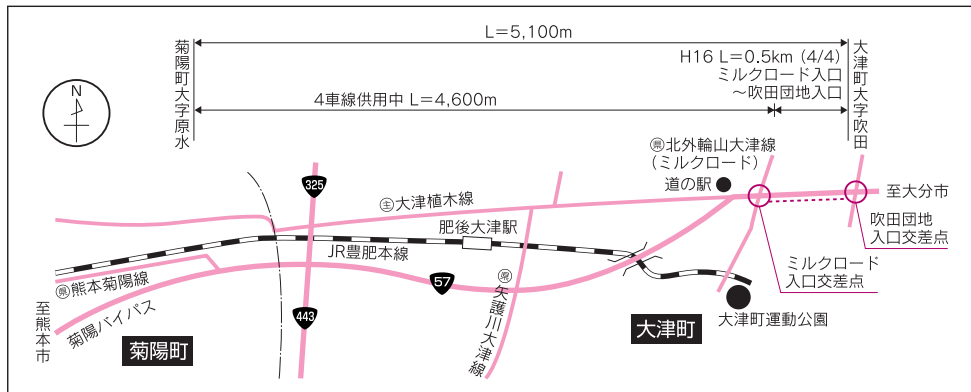 L=5,100m
菊陽町大字原水
大津町大字吹田
H16 L=0.5km (4/4)
ミルクロード入口
～吹田団地入口
4車線供用中 L=4,600m
N
㊩北外輪山大津線
(ミルクロード)
道の駅
至大分市
325
㊤大津植木線
肥後大津駅
JR豊肥本線
吹田団地
入口交差点
ミルクロード
入口交差点
県熊本菊陽線
57
県矢護川大津線
至熊本市
菊陽バイパス
443
菊陽町
大津町
大津町運動公園